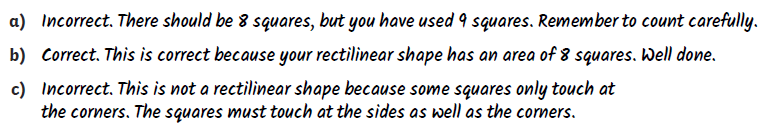 a) Incorrect. There should be 8 squares, but you have used 9 squares. Remember to count carefully.
b) Correct. This is correct because your rectilinear shape has an area of 8 squares. Well done.
c) Incorrect. This is not a rectilinear shape because some squares only touch at
the corners. The squares must touch at the sides as well as the corners.